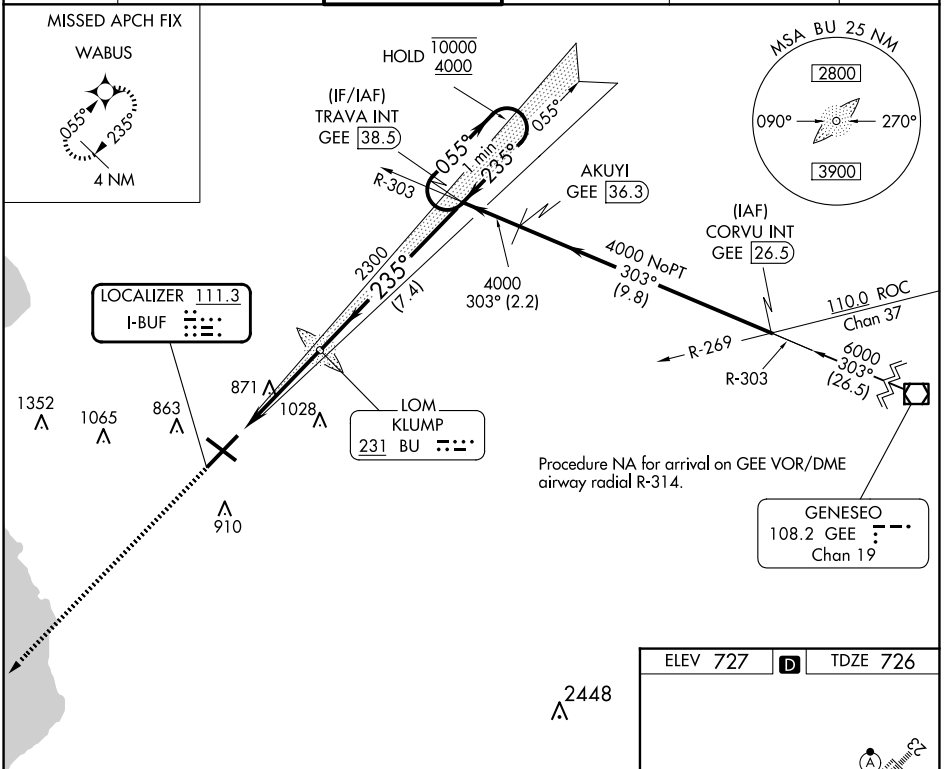 MISSED APCH FIX
WABUS
055°
235°
4 NM
HOLD 10000
4000
(IF/IAF)
TRAVA INT
GEE 38.5
R-303
055°
1 min
235°
055°
MSA BU 25 NM
2800
090°
270°
3900
AKUYI
GEE 36.3
(IAF)
CORVU INT
GEE 26.5
4000 NoPT
303°
(9.8)
4000
303° (2.2)
2300
235°
(7.4)
110.0 ROC
Chan 37
R-269
R-303
6000
303°
(26.5)
LOCALIZER 111.3
I-BUF
871
1352
1065
863
1028
LOM
KLUMP
231 BU
910
Procedure NA for arrival on GEE VOR/DME
airway radial R-314.
GENESEO
108.2 GEE
Chan 19
2448
ELEV 727 D TDZE 726
A
23